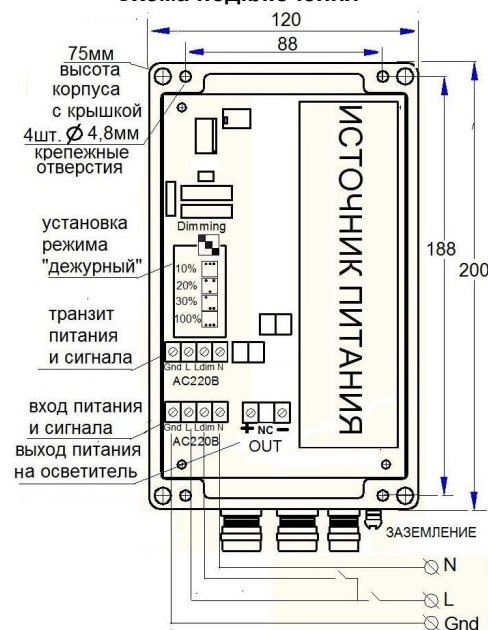 120
88
75мм
высота
корпуса
с крышкой
4шт. Ø 4,8мм
крепежные
отверстия
установка
режима
"дежурный"
транзит
питания
и сигнала
вход питания
и сигнала
выход питания
на осветитель
Dimming
10%
20%
30%
100%
Gnd L Ldim N
AC220В
Gnd L Ldim N
AC220В
+ NC −
OUT
ИСТОЧНИК ПИТАНИЯ
188
200
ЗАЗЕМЛЕНИЕ
N
L
Gnd